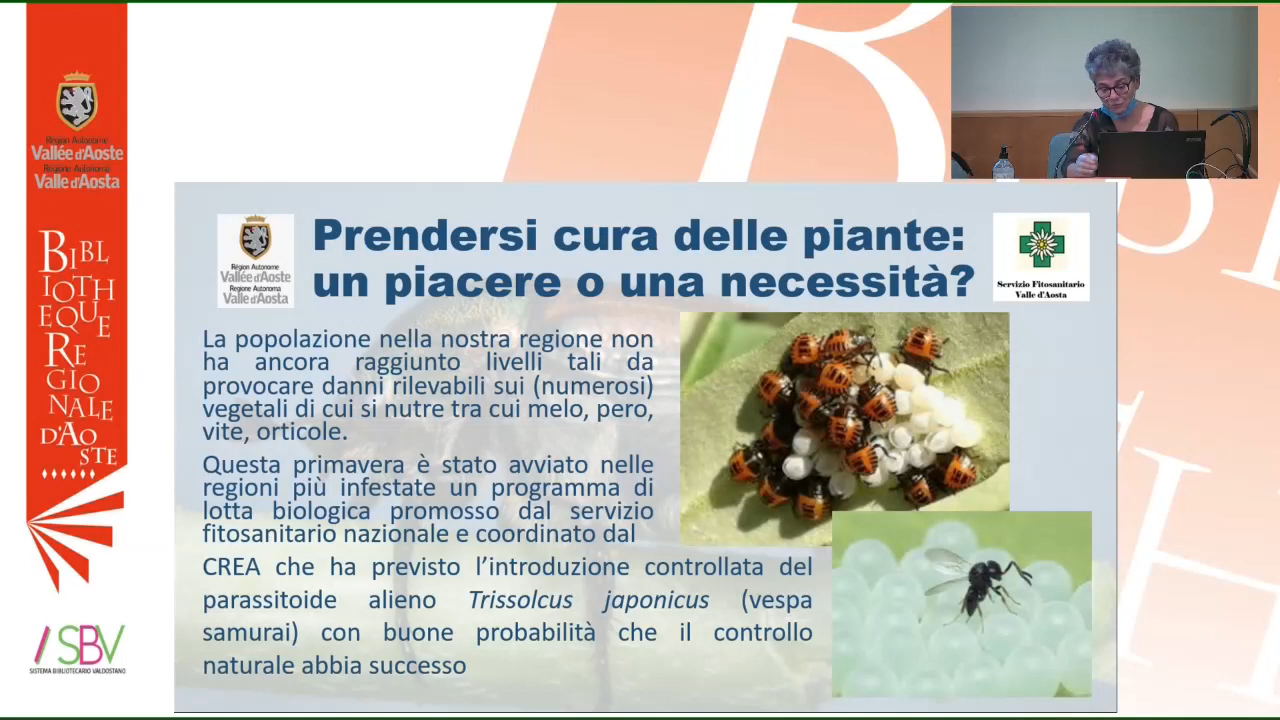 Région Autonome
Vallée d'Aoste
Regione Autonoma
Valle d'Aosta
BIBL
IOTH
EQUE
RE
GIO
NALE
D'AO
STE
SBV
SISTEMA BIBLIOTECARIO VALDOSTANO
Région Autonome
Vallée d'Aoste
Regione Autonoma
Valle d'Aosta
Prendersi cura delle piante:
un piacere o una necessità?
Servizio Fitosanitario
Valle d'Aosta
La popolazione nella nostra regione non
ha ancora raggiunto livelli tali da
provocare danni rilevabili sui (numerosi)
vegetali di cui si nutre tra cui melo, pero,
vite, orticole.
Questa primavera è stato avviato nelle
regioni più infestate un programma di
lotta biologica promosso dal servizio
fitosanitario nazionale e coordinato dal
CREA che ha previsto l'introduzione controllata del
parassitoide alieno Trissolcus japonicus (vespa
samurai) con buone probabilità che il controllo
naturale abbia successo